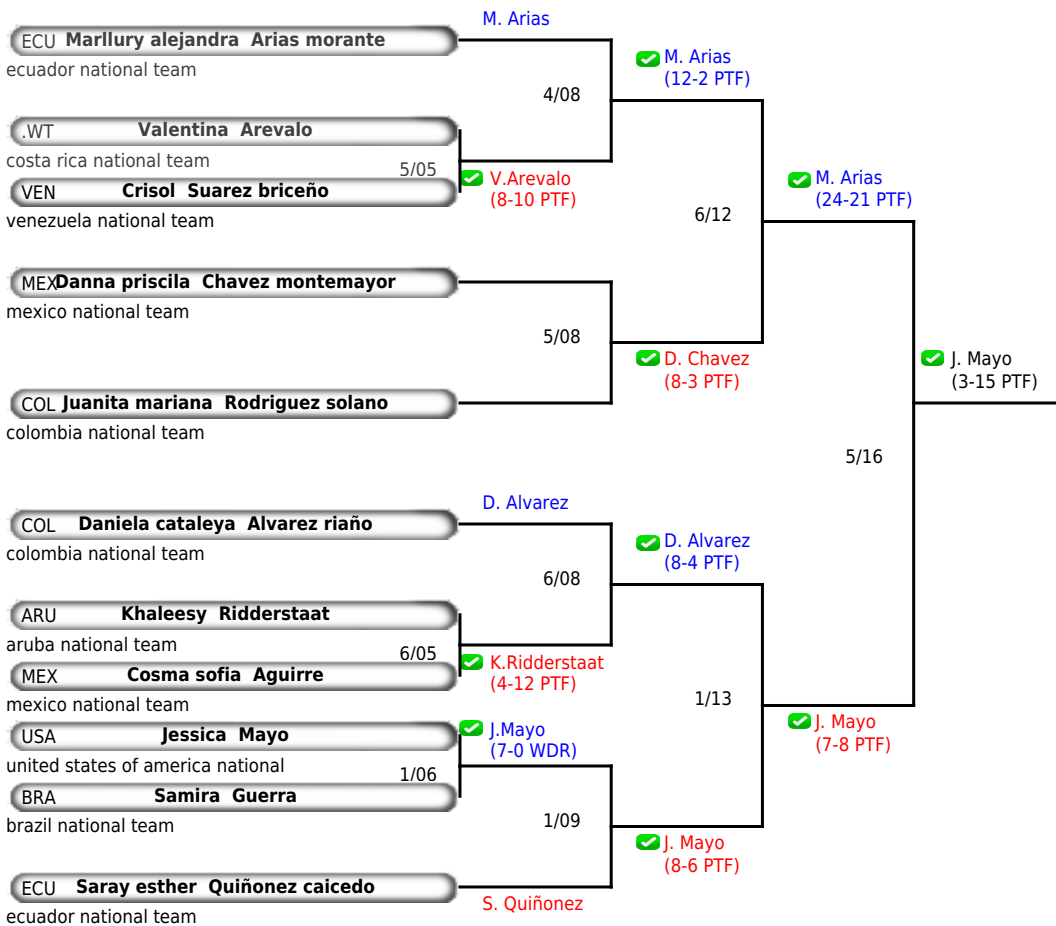 M. Arias
ECU Marllury alejandra Arias morante
ecuador national team
M. Arias
(12-2 PTF)
4/08
.WT Valentina Arevalo
costa rica national team
5/05
V.Arevalo
(8-10 PTF)
VEN Crisol Suarez briceño
venezuela national team
M. Arias
(24-21 PTF)
6/12
MEX Danna priscila Chavez montemayor
mexico national team
5/08
D. Chavez
(8-3 PTF)
J. Mayo
(3-15 PTF)
COL Juanita mariana Rodriguez solano
colombia national team
5/16
D. Alvarez
COL Daniela cataleya Alvarez riaño
colombia national team
D. Alvarez
(8-4 PTF)
6/08
ARU Khaleesy Ridderstaat
aruba national team
6/05
K.Ridderstaat
(4-12 PTF)
MEX Cosma sofia Aguirre
mexico national team
1/13
J. Mayo
(7-8 PTF)
USA Jessica Mayo
united states of america national
J.Mayo
(7-0 WDR)
1/06
BRA Samira Guerra
brazil national team
1/09
J. Mayo
(8-6 PTF)
ECU Saray esther Quiñonez caicedo
ecuador national team
S. Quiñonez